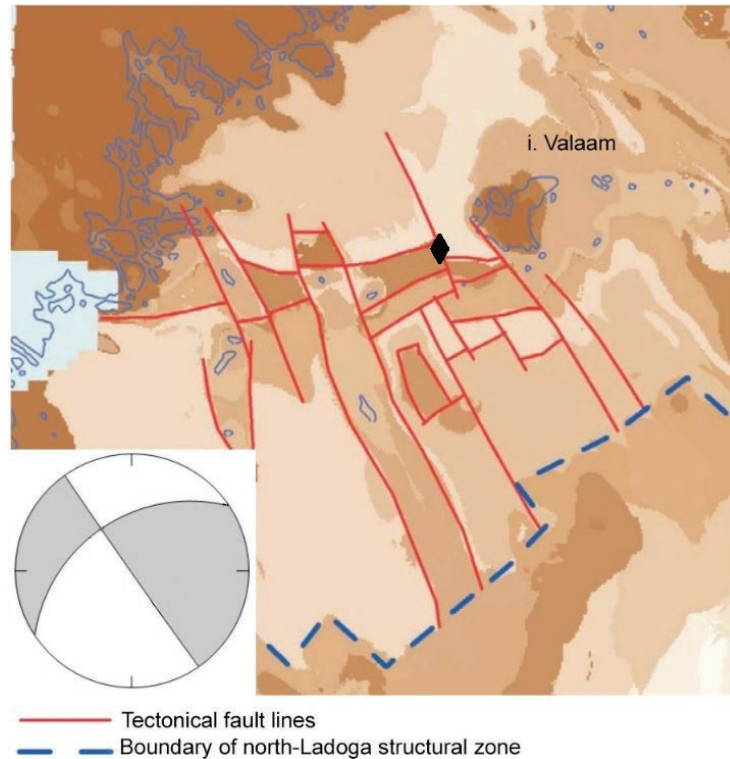 i. Valaam
Tectonical fault lines
Boundary of north-Ladoga structural zone